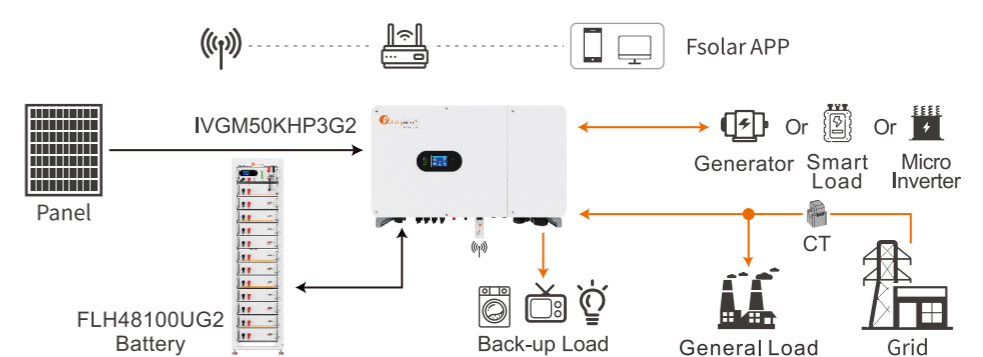 Fsolar APP
IVGM50KHP3G2
Panel
Generator
Or
Smart
Load
Or
Micro
Inverter
CT
FLH48100UG2
Battery
Back-up Load
General Load
Grid